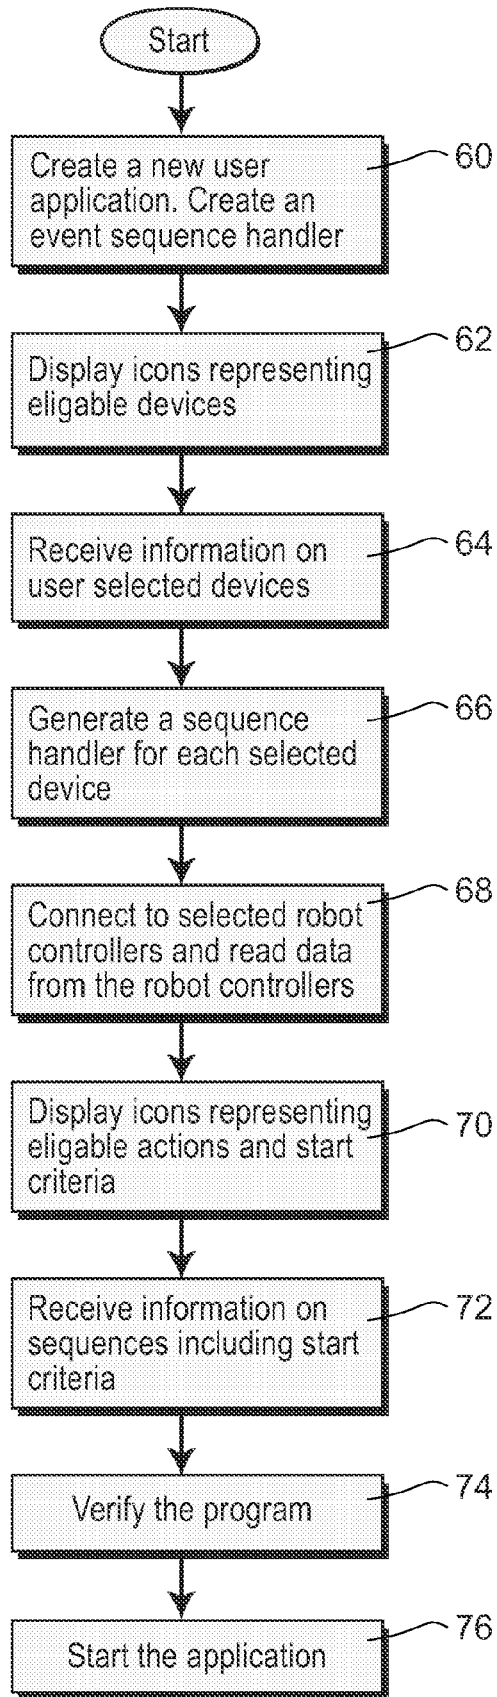 Start
Create a new user
application. Create an
event sequence handler
60
Display icons representing
eligable devices
62
Receive information on
user selected devices
64
Generate a sequence
handler for each selected
device
66
Connect to selected robot
controllers and read data
from the robot controllers
68
Display icons representing
eligable actions and start
criteria
70
Receive information on
sequences including start
criteria
72
Verify the program
74
Start the application
76